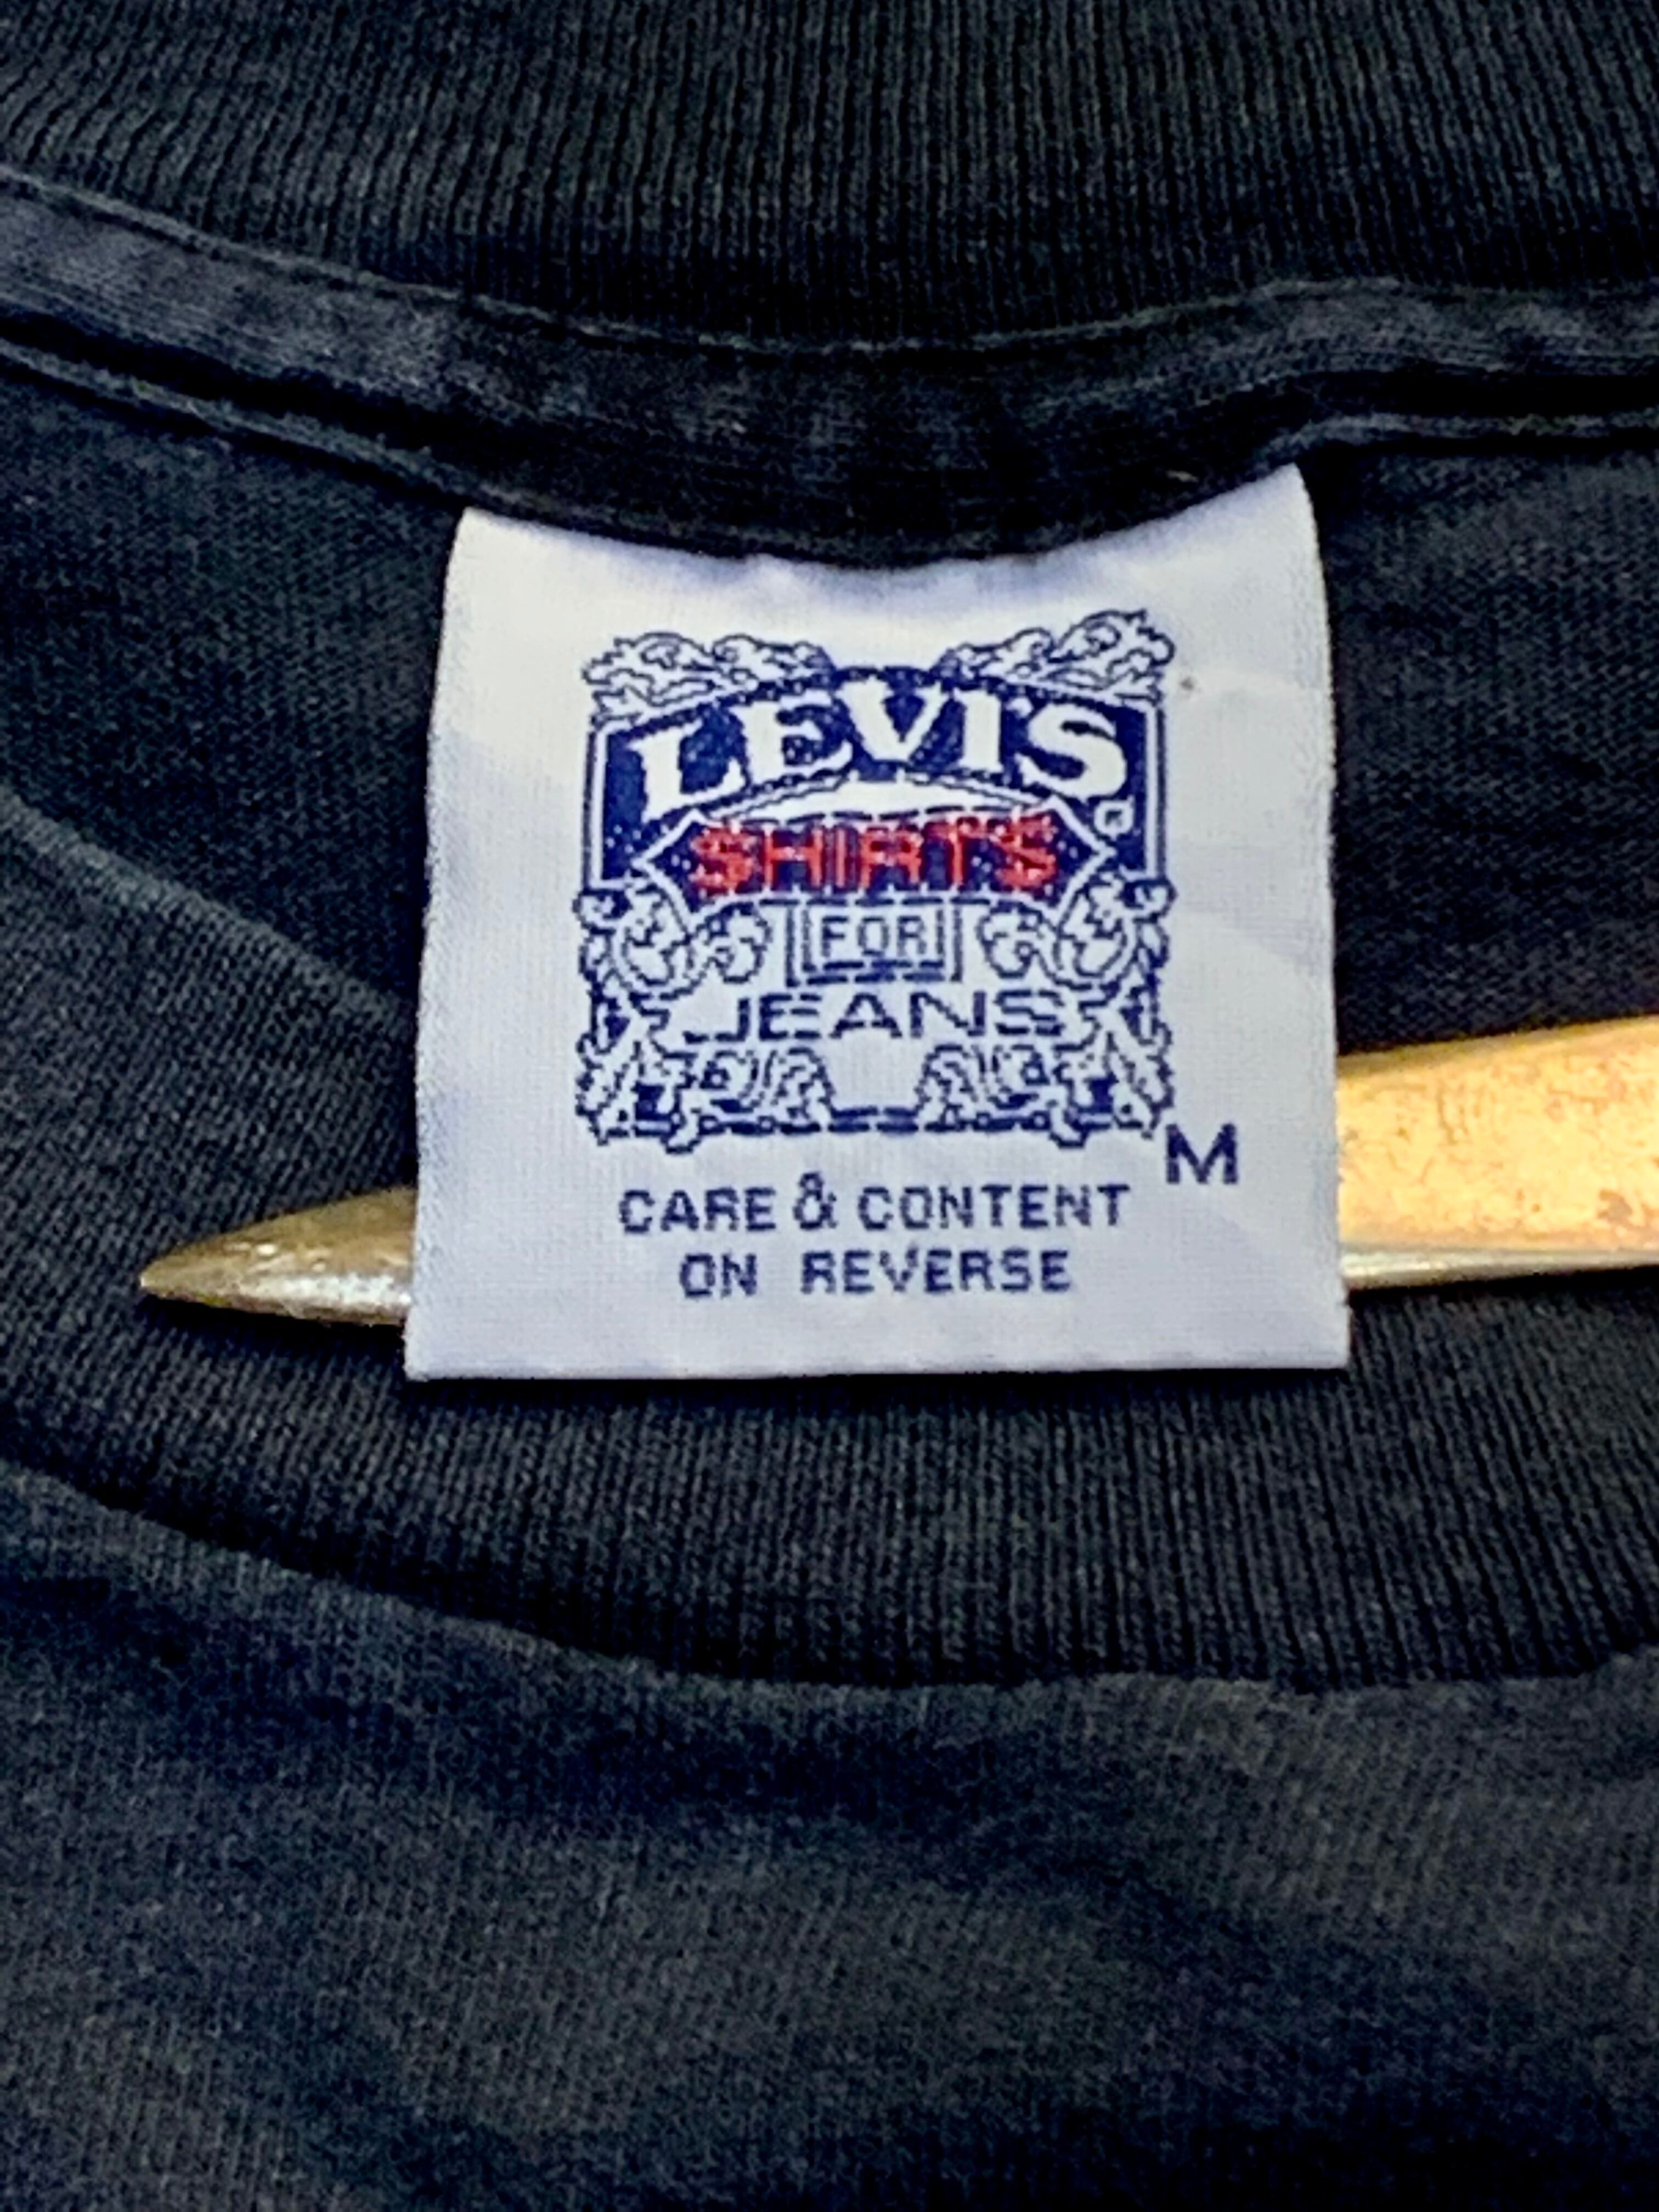 LEVI'S
SHIRTS
FOR
JEANS
M
CARE & CONTENT
ON REVERSE